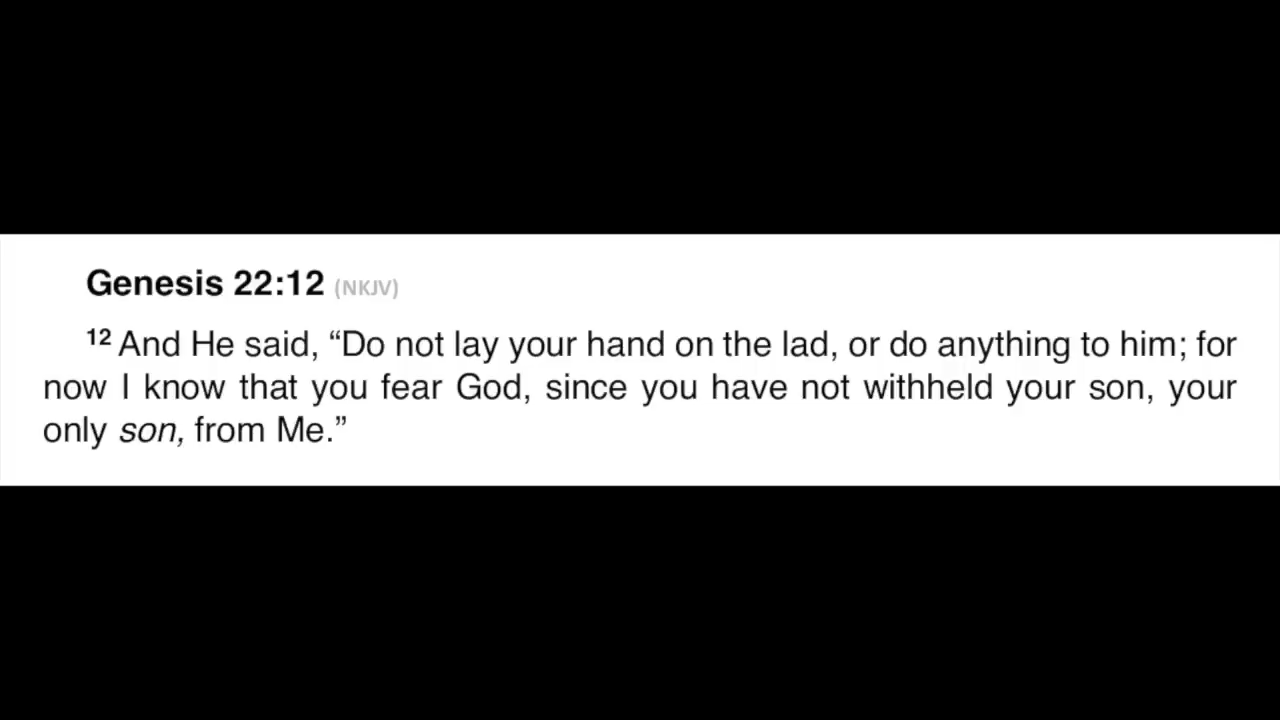 Genesis 22:12 (NKJV)
12 And He said, “Do not lay your hand on the lad, or do anything to him; for
now I know that you fear God, since you have not withheld your son, your
only son, from Me.”